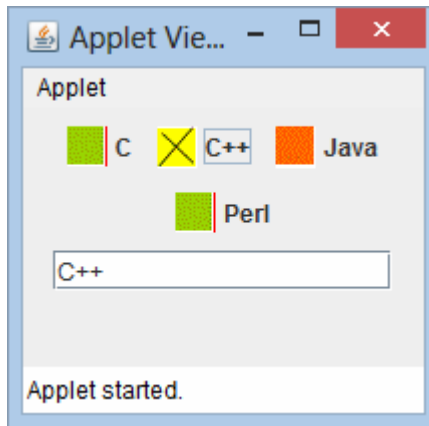 Applet Vie...
Applet
C C++ Java
Perl
C++
Applet started.